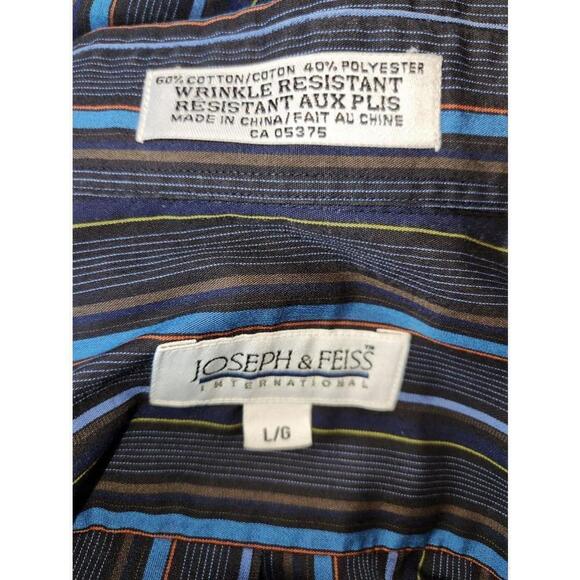 60% COTTON/COTON 40% POLYESTER
WRINKLE RESISTANT
RESISTANT AUX PLIS
MADE IN CHINA/FAIT AU CHINE
CA 05375
JOSEPH & FEISS™
INTERNATIONAL
L/G